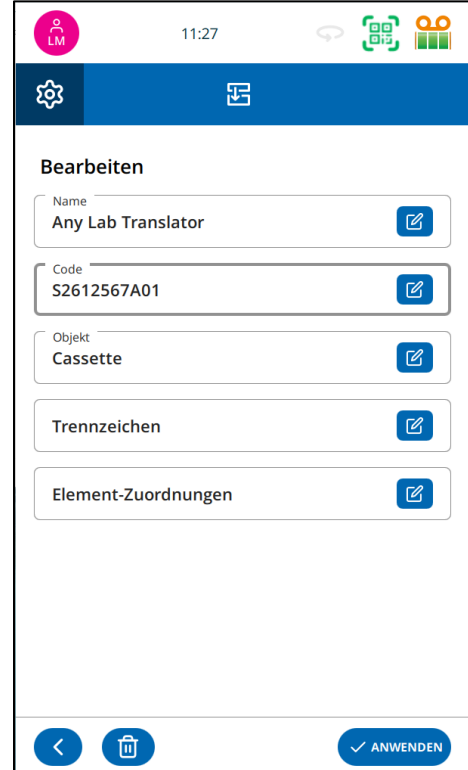 LM
11:27
Bearbeiten
Name
Any Lab Translator
Code
S2612567A01
Objekt
Cassette
Trennzeichen
Element-Zuordnungen
ANWENDEN